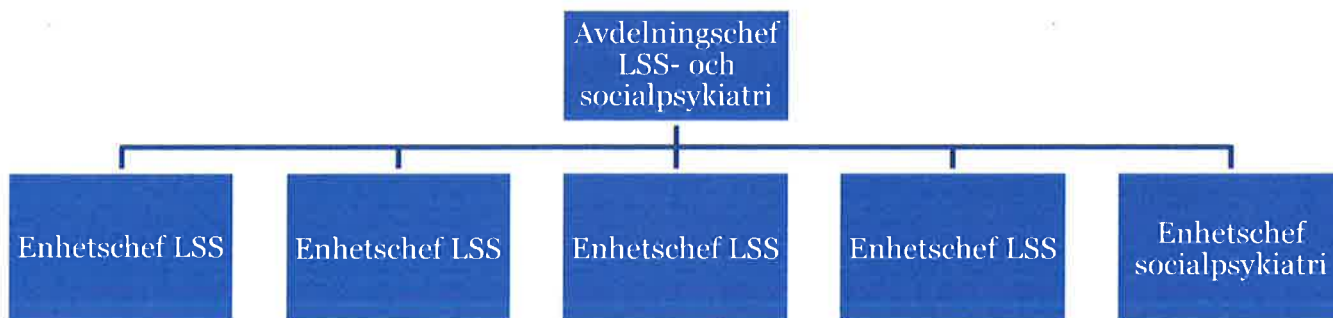 Avdelningschef
LSS- och
socialpsykiatri
Enhetschef LSS
Enhetschef LSS
Enhetschef LSS
Enhetschef LSS
Enhetschef
socialpsykiatri